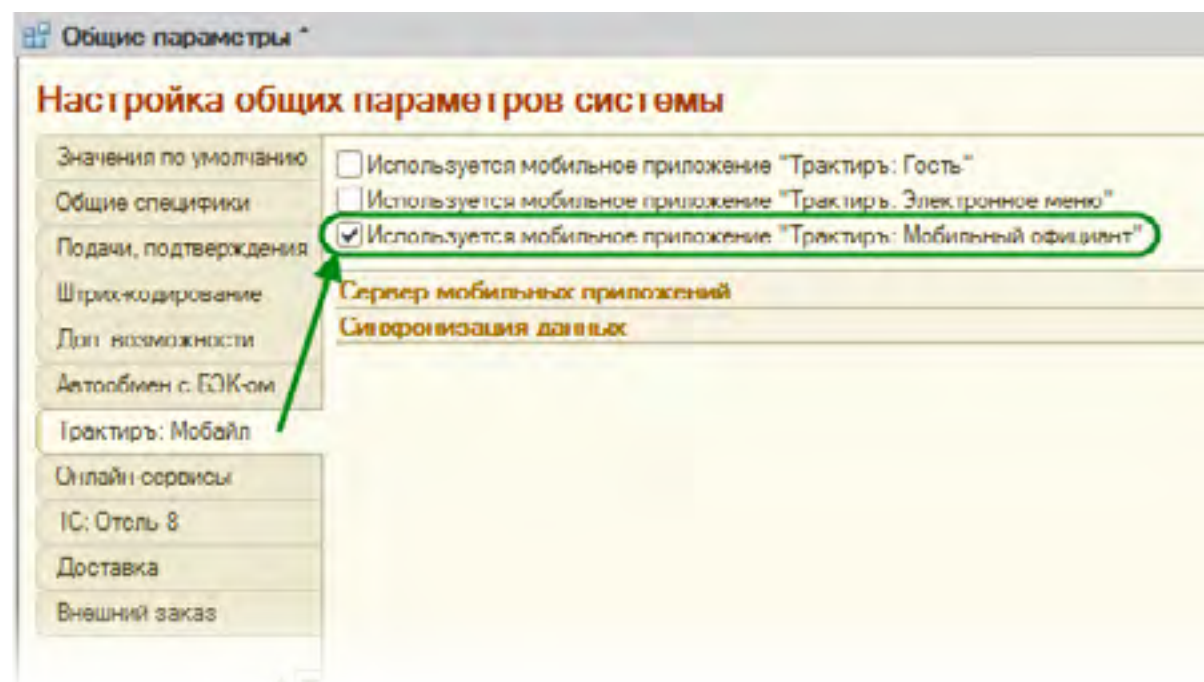 Общие параметры *
Настройка общих параметров системы
Значения по умолчанию
Общие специфики
Подачи, подтверждения
Штрих-кодирование
Доп. возможности
Автообмен с БЭК-ом
Трактиръ: Мобайл
Онлайн сервисы
1С: Отель 8
Доставка
Внешний заказ
Используется мобильное приложение "Трактиръ: Гость"
Используется мобильное приложение "Трактиръ: Электронное меню"
Используется мобильное приложение "Трактиръ: Мобильный официант"
Сервер мобильных приложений
Синхронизация данных